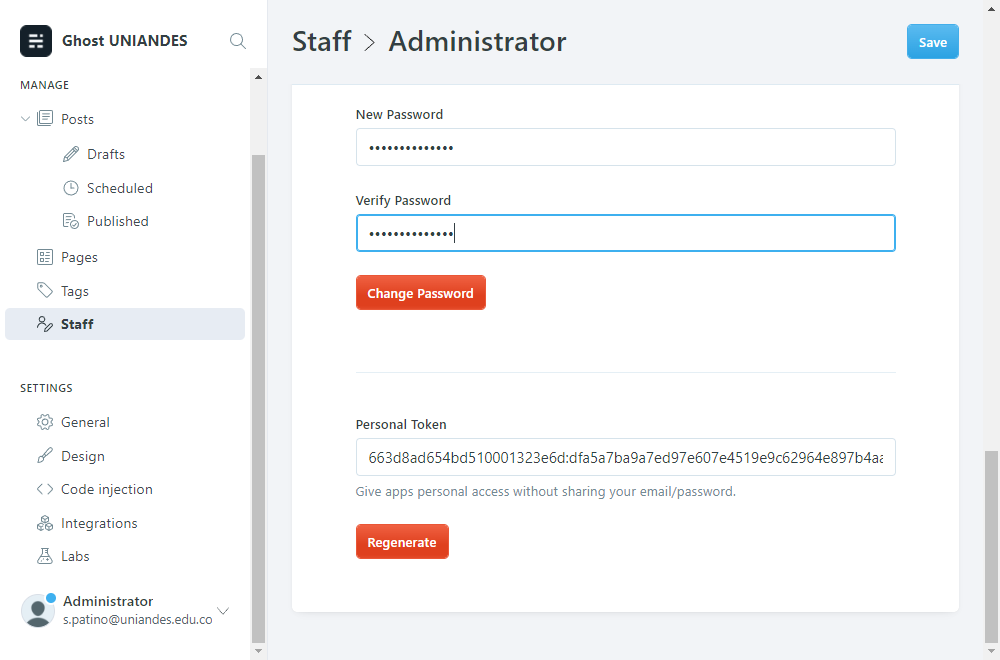 Ghost UNIANDES
MANAGE
Posts
Drafts
Scheduled
Published
Pages
Tags
Staff
SETTINGS
General
Design
Code injection
Integrations
Labs
Administrator
s.patino@uniandes.edu.co
Staff > Administrator
Save
New Password
••••••••••••••
Verify Password
••••••••••••••
Change Password
Personal Token
663d8ad654bd510001323e6d:dfa5a7ba9a7ed97e607e4519e9c62964e897b4aa
Give apps personal access without sharing your email/password.
Regenerate